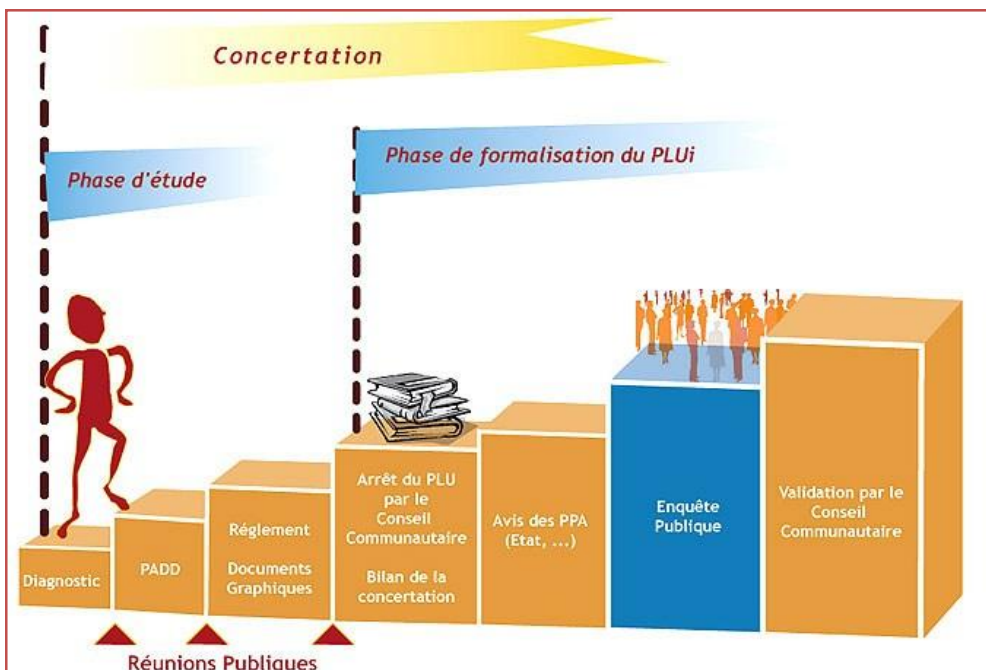 Concertation
Phase d'étude
Phase de formalisation du PLUi
Diagnostic
PADD
Réglement
Documents
Graphiques
Arrêt du PLU
par le
Conseil
Communautaire
Bilan de la
concertation
Avis des PPA
(Etat, ...)
Enquête
Publique
Validation par le
Conseil
Communautaire
Réunions Publiques